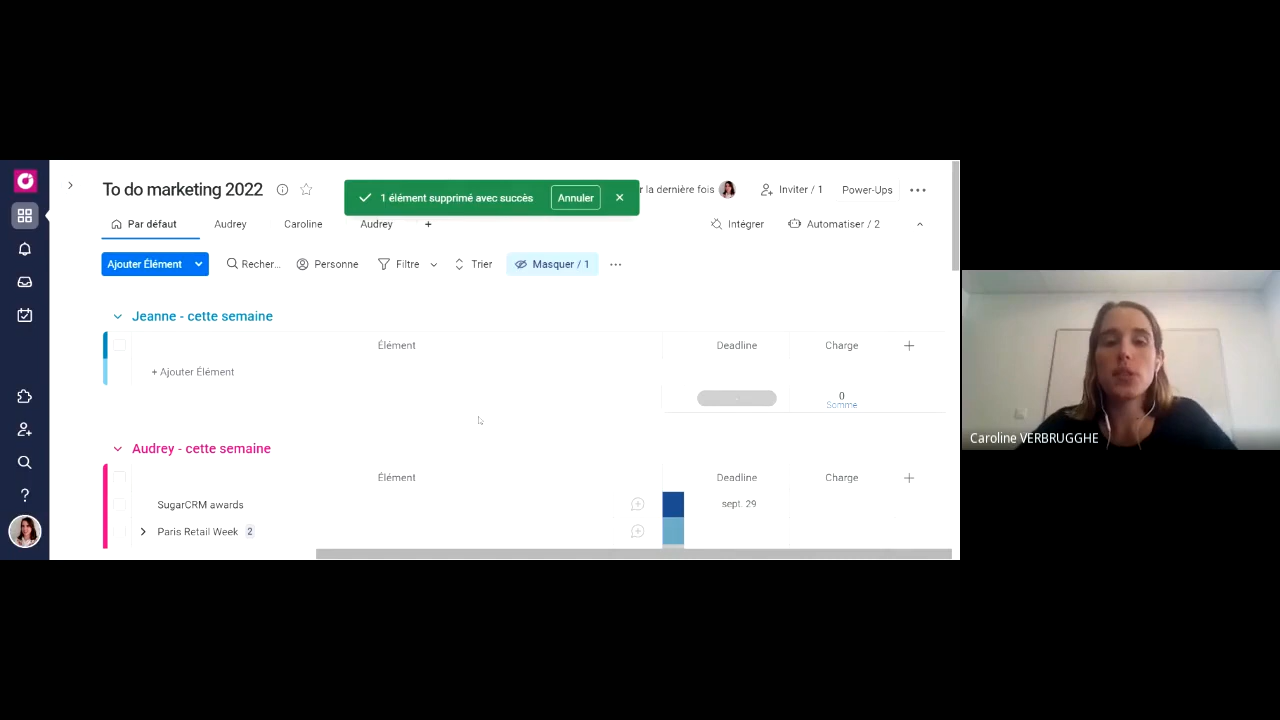 To do marketing 2022
1 élément supprimé avec succès
Annuler
r la dernière fois
Inviter / 1
Power-Ups
Par défaut
Audrey
Caroline
Audrey
+
Intégrer
Automatiser / 2
Ajouter Élément
Recher...
Personne
Filtre
Trier
Masquer / 1
Jeanne - cette semaine
Élément
Deadline
Charge
+ Ajouter Élément
-
0
Somme
Audrey - cette semaine
Élément
Deadline
Charge
SugarCRM awards
sept. 29
Paris Retail Week 2
Caroline VERBRUGGHE